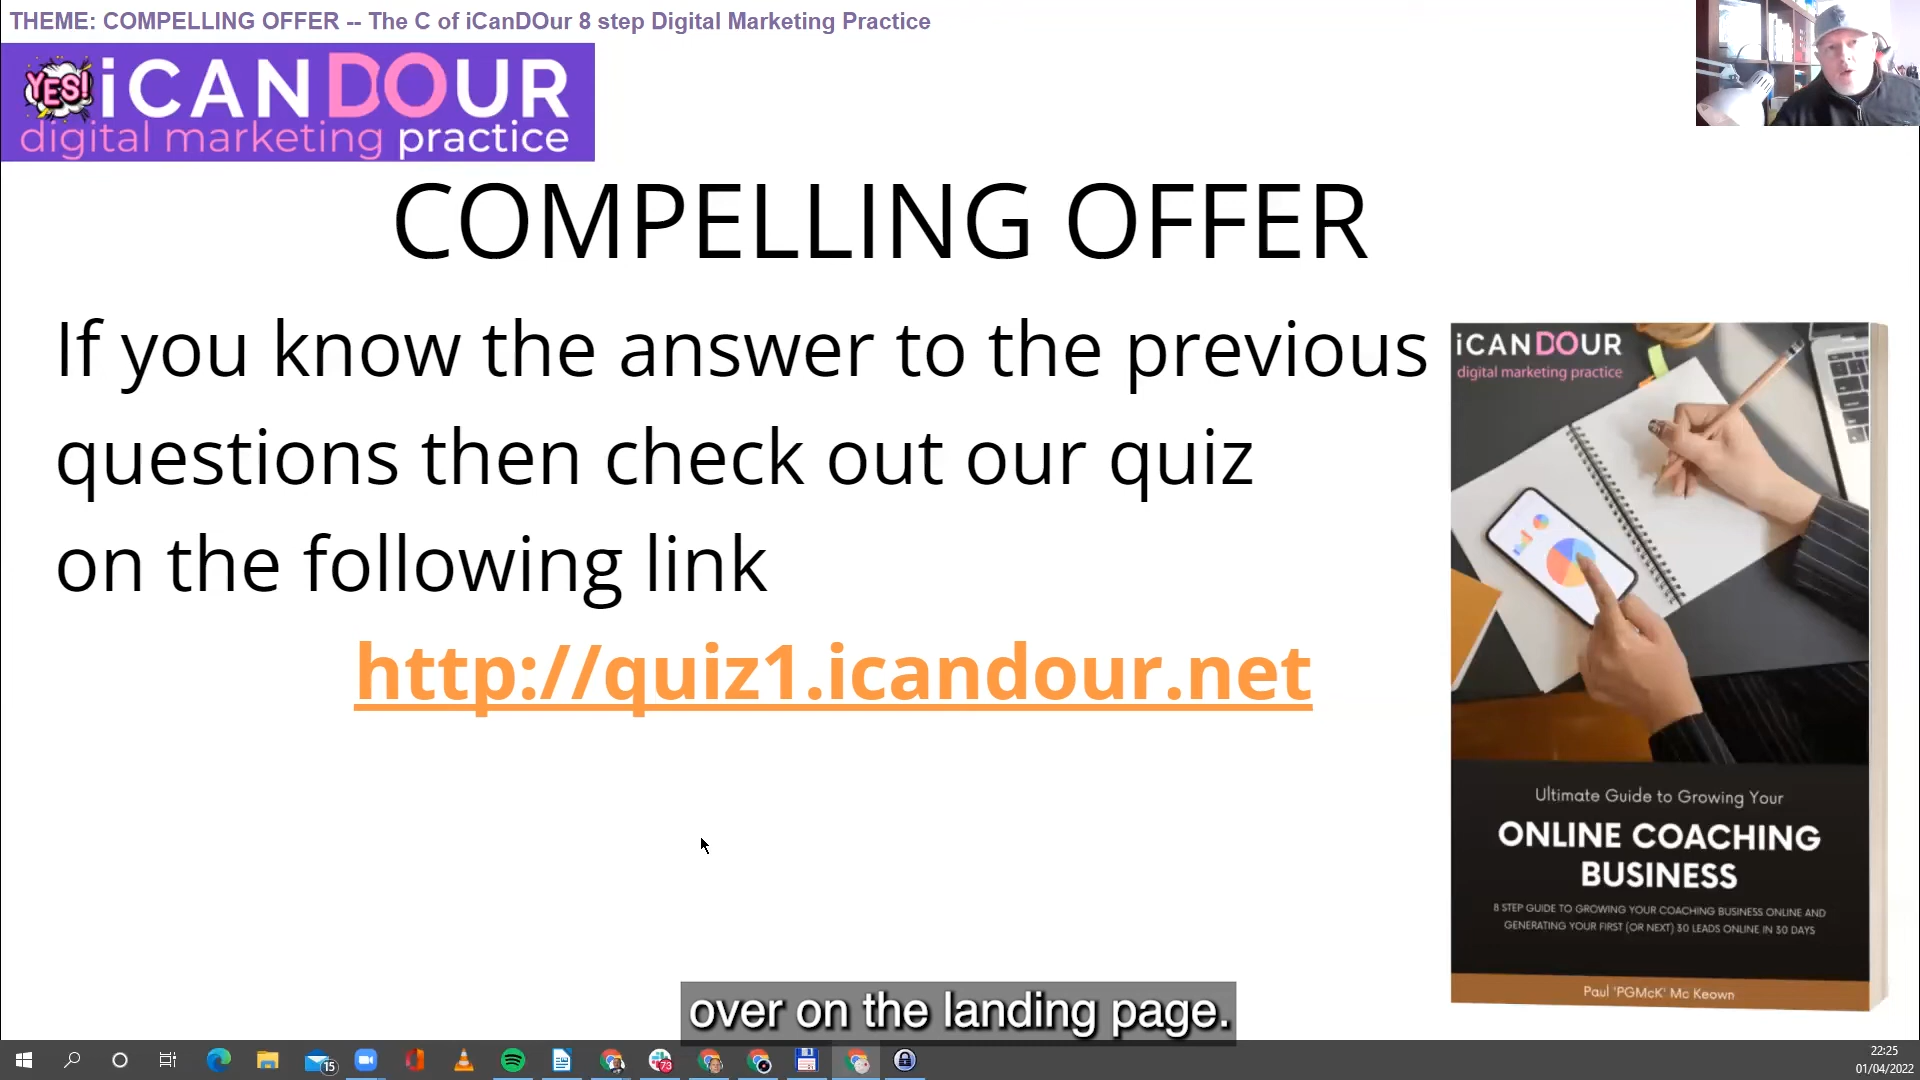 THEME: COMPELLING OFFER -- The C of iCanDOur 8 step Digital Marketing Practice
YES! iCANDOUR
digital marketing practice
COMPELLING OFFER
If you know the answer to the previous
questions then check out our quiz
on the following link
http://quiz1.icandour.net
iCANDOUR
digital marketing practice
Ultimate Guide to Growing Your
ONLINE COACHING
BUSINESS
8 STEP GUIDE TO GROWING YOUR COACHING BUSINESS ONLINE AND
GENERATING YOUR FIRST (OR NEXT) 30 LEADS ONLINE IN 30 DAYS
Paul 'PGMcK' Mc Keown
over on the landing page.
15
73
22:25
01/04/2022